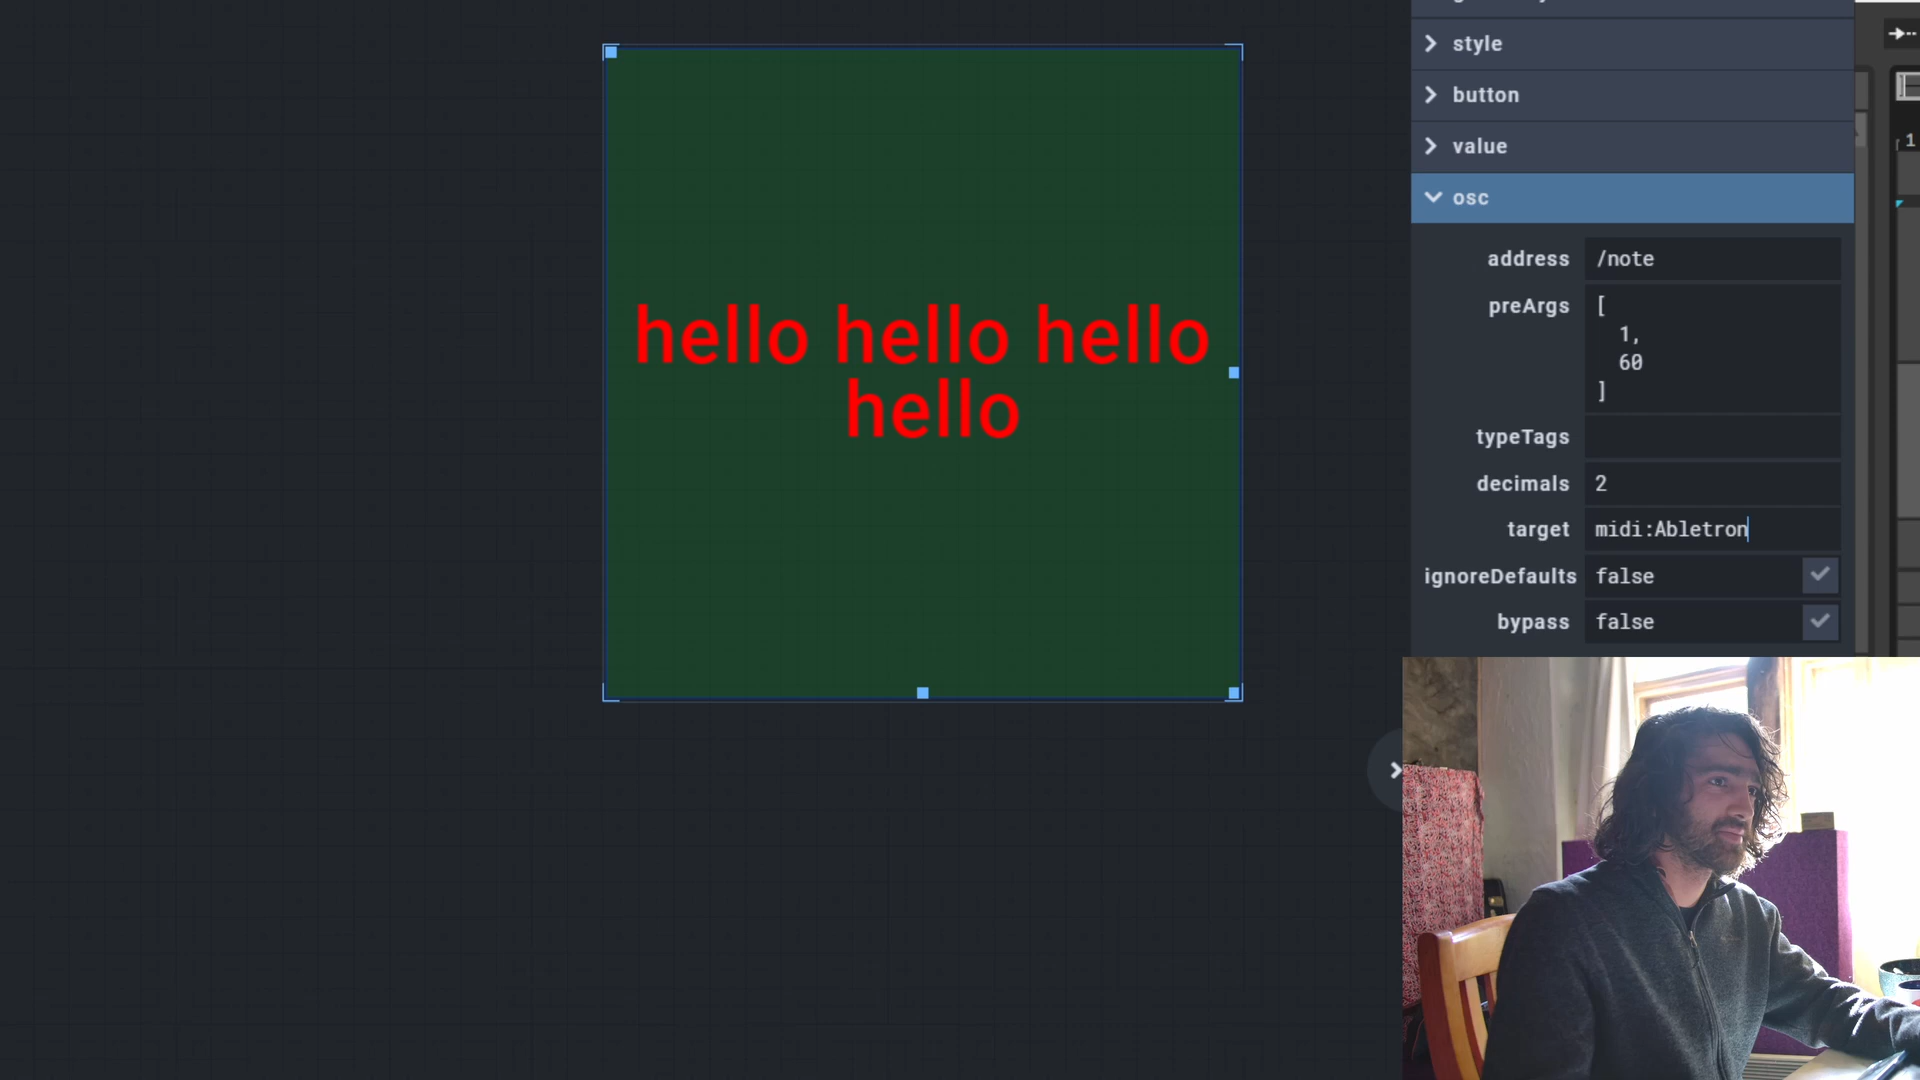 style
button
value
osc
address /note
preArgs [
1,
60
]
typeTags
decimals 2
target midi:Abletron
ignoreDefaults false
bypass false
hello hello hello
hello
1